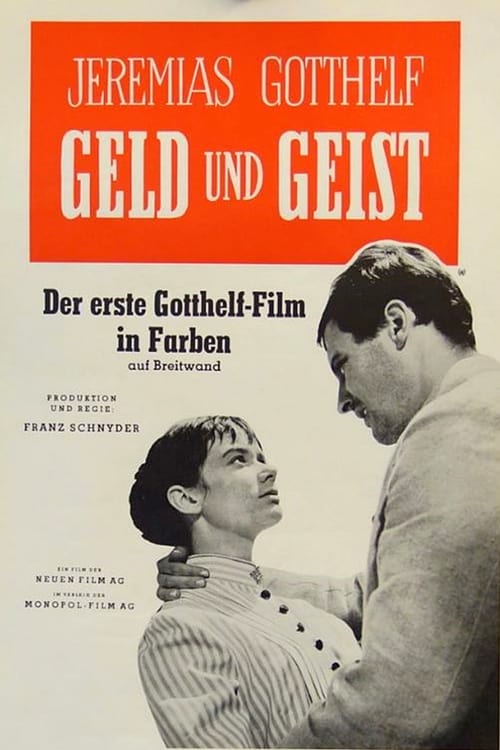 JEREMIAS GOTTHELF
GELD UND GEIST
Der erste Gotthelf-Film
in Farben
auf Breitwand
PRODUKTION
UND REGIE:
FRANZ SCHNYDER
EIN FILM DER
NEUEN FILM AG
IM VERLEIH DER
MONOPOL-FILM AG